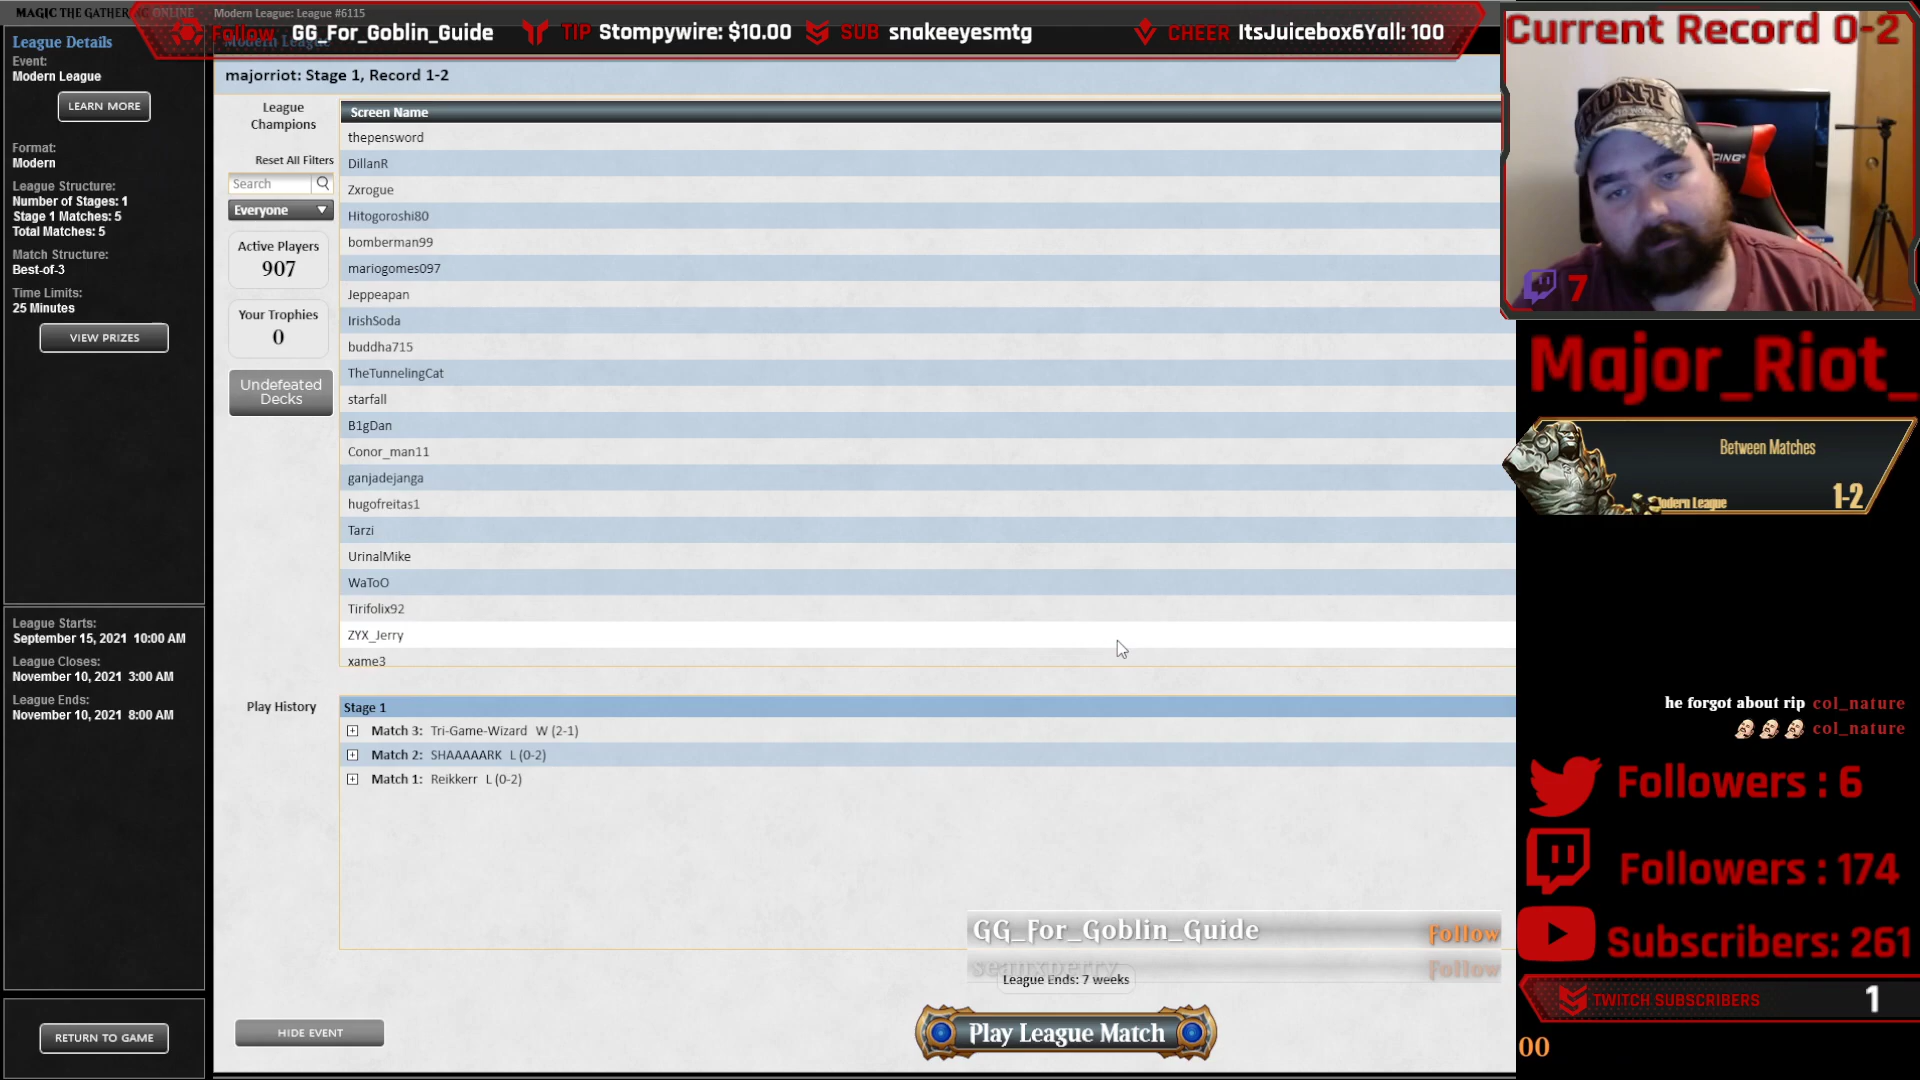 MAGIC THE GATHERING ONLINE
Modern League: League #6115
Follow GG_For_Goblin_Guide TIP Stompywire: $10.00 SUB snakeeyesmtg CHEER ItsJuicebox6Yall: 100
Current Record 0-2
League Details
Event:
Modern League
LEARN MORE
Format:
Modern
League Structure:
Number of Stages: 1
Stage 1 Matches: 5
Total Matches: 5
Match Structure:
Best-of-3
Time Limits:
25 Minutes
VIEW PRIZES
League Starts:
September 15, 2021 10:00 AM
League Closes:
November 10, 2021 3:00 AM
League Ends:
November 10, 2021 8:00 AM
RETURN TO GAME
Modern League
majorriot: Stage 1, Record 1-2
League
Champions
Reset All Filters
Search
Everyone
Active Players
907
Your Trophies
0
Undefeated
Decks
Screen Name
thepensword
DillanR
Zxrogue
Hitogoroshi80
bomberman99
mariogomes097
Jeppeapan
IrishSoda
buddha715
TheTunnelingCat
starfall
B1gDan
Conor_man11
ganjadejanga
hugofreitas1
Tarzi
UrinalMike
WaToO
Tirifolix92
ZYX_Jerry
xame3
Play History
Stage 1
Match 3: Tri-Game-Wizard W (2-1)
Match 2: SHAAAAARK L (0-2)
Match 1: Reikkerr L (0-2)
GG_For_Goblin_Guide Follow
seanxperry Follow
League Ends: 7 weeks
HIDE EVENT
Play League Match
HUNT
CING
7
Major_Riot_
Between Matches
Modern League 1-2
he forgot about rip col_nature
col_nature
Followers : 6
Followers : 174
Subscribers: 261
TWITCH SUBSCRIBERS 1
00